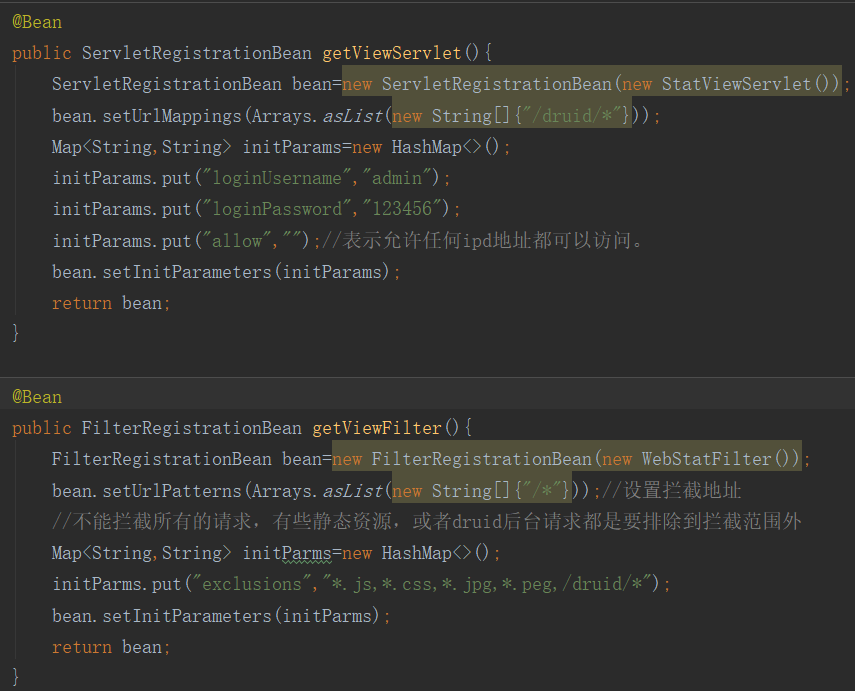 @Bean
public ServletRegistrationBean getViewServlet(){
    ServletRegistrationBean bean=new ServletRegistrationBean(new StatViewServlet());
    bean.setUrlMappings(Arrays.asList(new String[]{"/druid/*"}));
    Map<String,String> initParams=new HashMap<>();
    initParams.put("loginUsername","admin");
    initParams.put("loginPassword","123456");
    initParams.put("allow","");//表示允许任何ipd地址都可以访问。
    bean.setInitParameters(initParams);
    return bean;
}
@Bean
public FilterRegistrationBean getViewFilter(){
    FilterRegistrationBean bean=new FilterRegistrationBean(new WebStatFilter());
    bean.setUrlPatterns(Arrays.asList(new String[]{"/*"}));//设置拦截地址
    //不能拦截所有的请求，有些静态资源，或者druid后台请求都是要排除到拦截范围外
    Map<String,String> initParms=new HashMap<>();
    initParms.put("exclusions","*.js,*.css,*.jpg,*.peg,/druid/*");
    bean.setInitParameters(initParms);
    return bean;
}